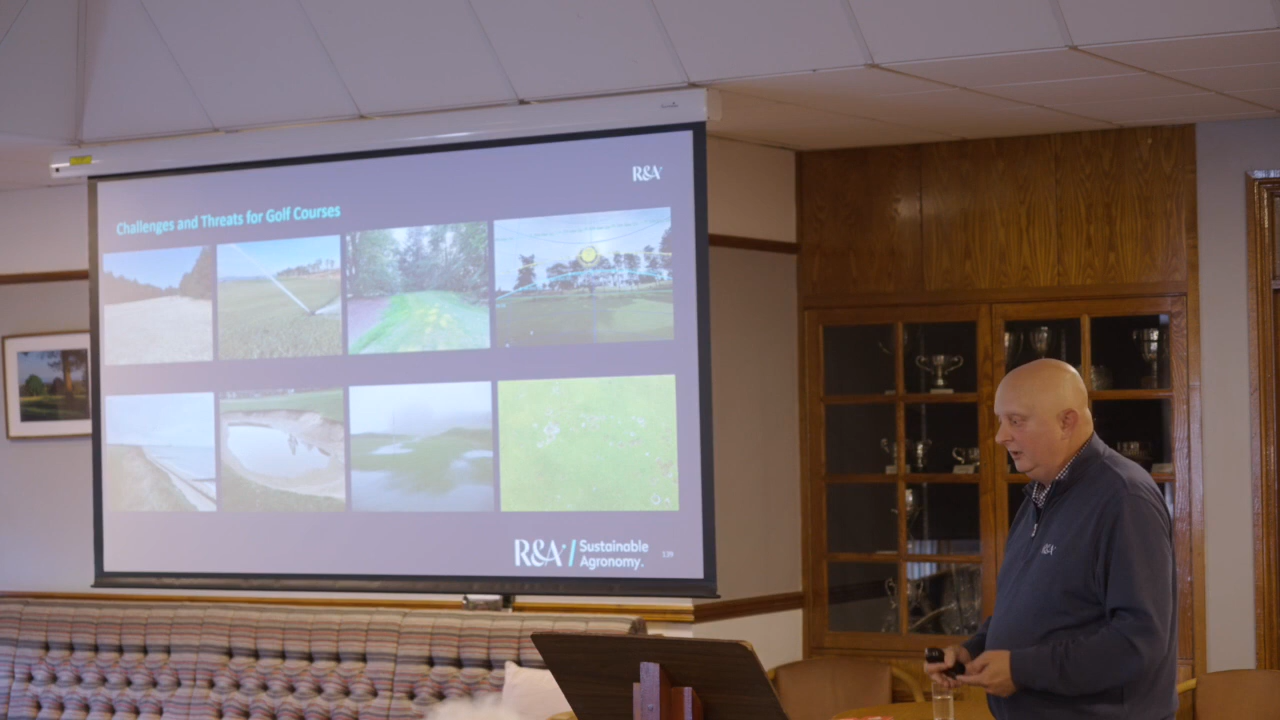 R&A
Challenges and Threats for Golf Courses
R&A / Sustainable
Agronomy.
R&A